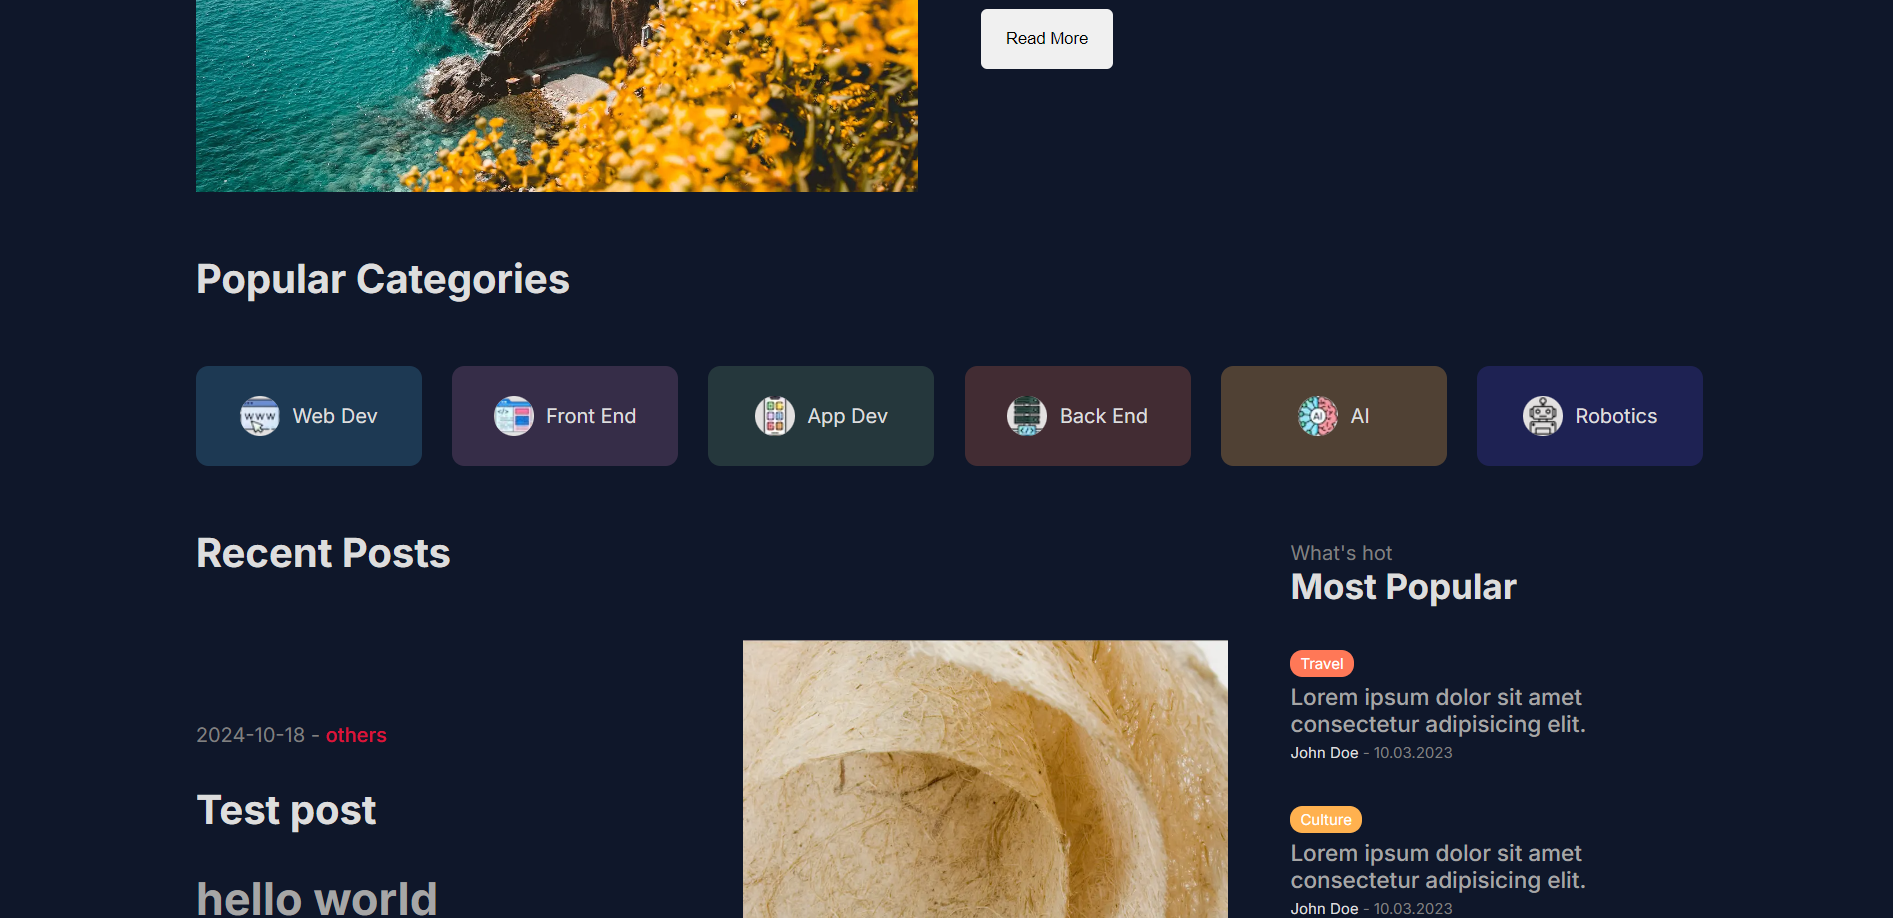 Read More
Popular Categories
www
Web Dev
Front End
App Dev
Back End
AI
AI
Robotics
Recent Posts
What's hot
Most Popular
2024-10-18 - others
Test post
hello world
Travel
Lorem ipsum dolor sit amet
consectetur adipisicing elit.
John Doe - 10.03.2023
Culture
Lorem ipsum dolor sit amet
consectetur adipisicing elit.
John Doe - 10.03.2023